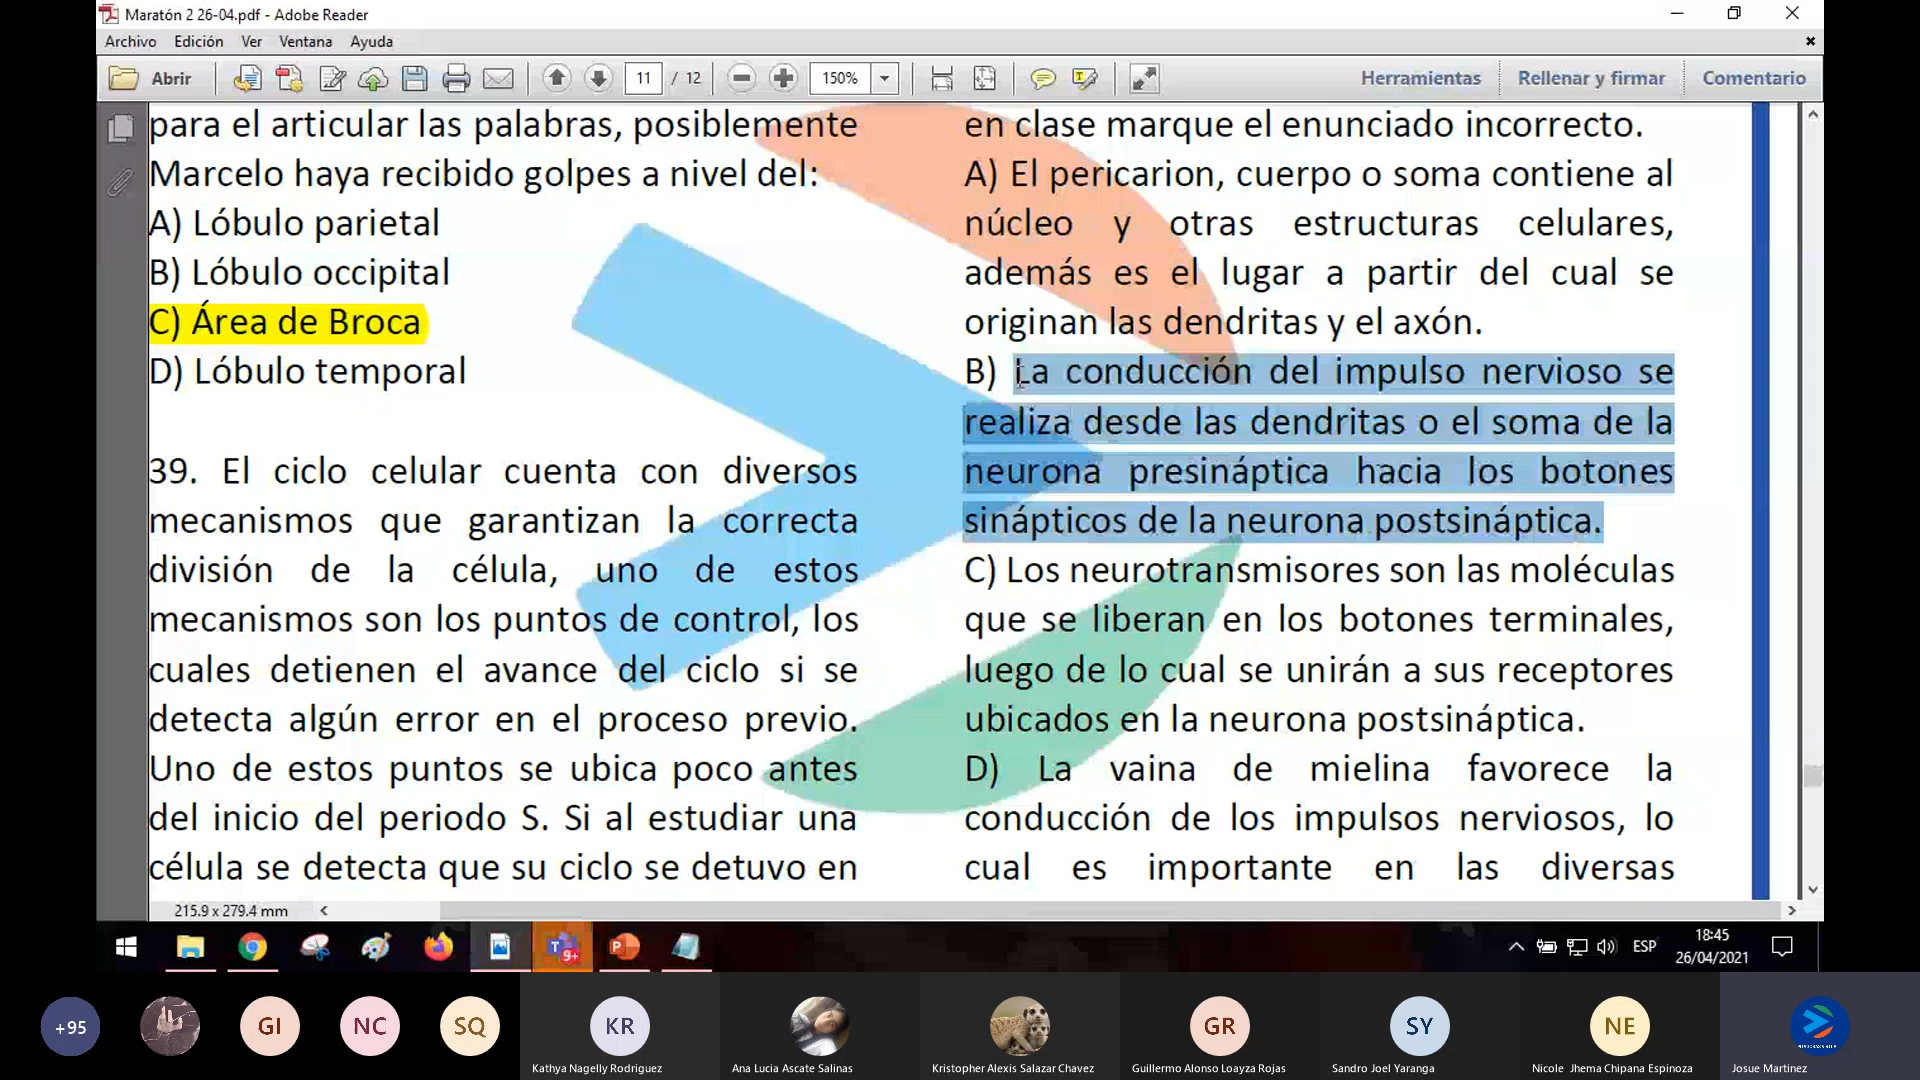 Maratón 2 26-04.pdf - Adobe Reader
Archivo Edición Ver Ventana Ayuda
Abrir 11 / 12 150% Herramientas Rellenar y firmar Comentario
para el articular las palabras, posiblemente
Marcelo haya recibido golpes a nivel del:
A) Lóbulo parietal
B) Lóbulo occipital
C) Área de Broca
D) Lóbulo temporal
39. El ciclo celular cuenta con diversos
mecanismos que garantizan la correcta
división de la célula, uno de estos
mecanismos son los puntos de control, los
cuales detienen el avance del ciclo si se
detecta algún error en el proceso previo.
Uno de estos puntos se ubica poco antes
del inicio del periodo S. Si al estudiar una
célula se detecta que su ciclo se detuvo en
en clase marque el enunciado incorrecto.
A) El pericarion, cuerpo o soma contiene al
núcleo y otras estructuras celulares,
además es el lugar a partir del cual se
originan las dendritas y el axón.
B) La conducción del impulso nervioso se
realiza desde las dendritas o el soma de la
neurona presináptica hacia los botones
sinápticos de la neurona postsináptica.
C) Los neurotransmisores son las moléculas
que se liberan en los botones terminales,
luego de lo cual se unirán a sus receptores
ubicados en la neurona postsináptica.
D) La vaina de mielina favorece la
conducción de los impulsos nerviosos, lo
cual es importante en las diversas
215.9 x 279.4 mm
T 9+
ESP
18:45
26/04/2021
+95 GI NC SQ KR GR SY NE
Kathya Nagelly Rodriguez Ana Lucia Ascate Salinas Kristopher Alexis Salazar Chavez Guillermo Alonso Loayza Rojas Sandro Joel Yaranga Nicole Jhema Chipana Espinoza Josue Martinez